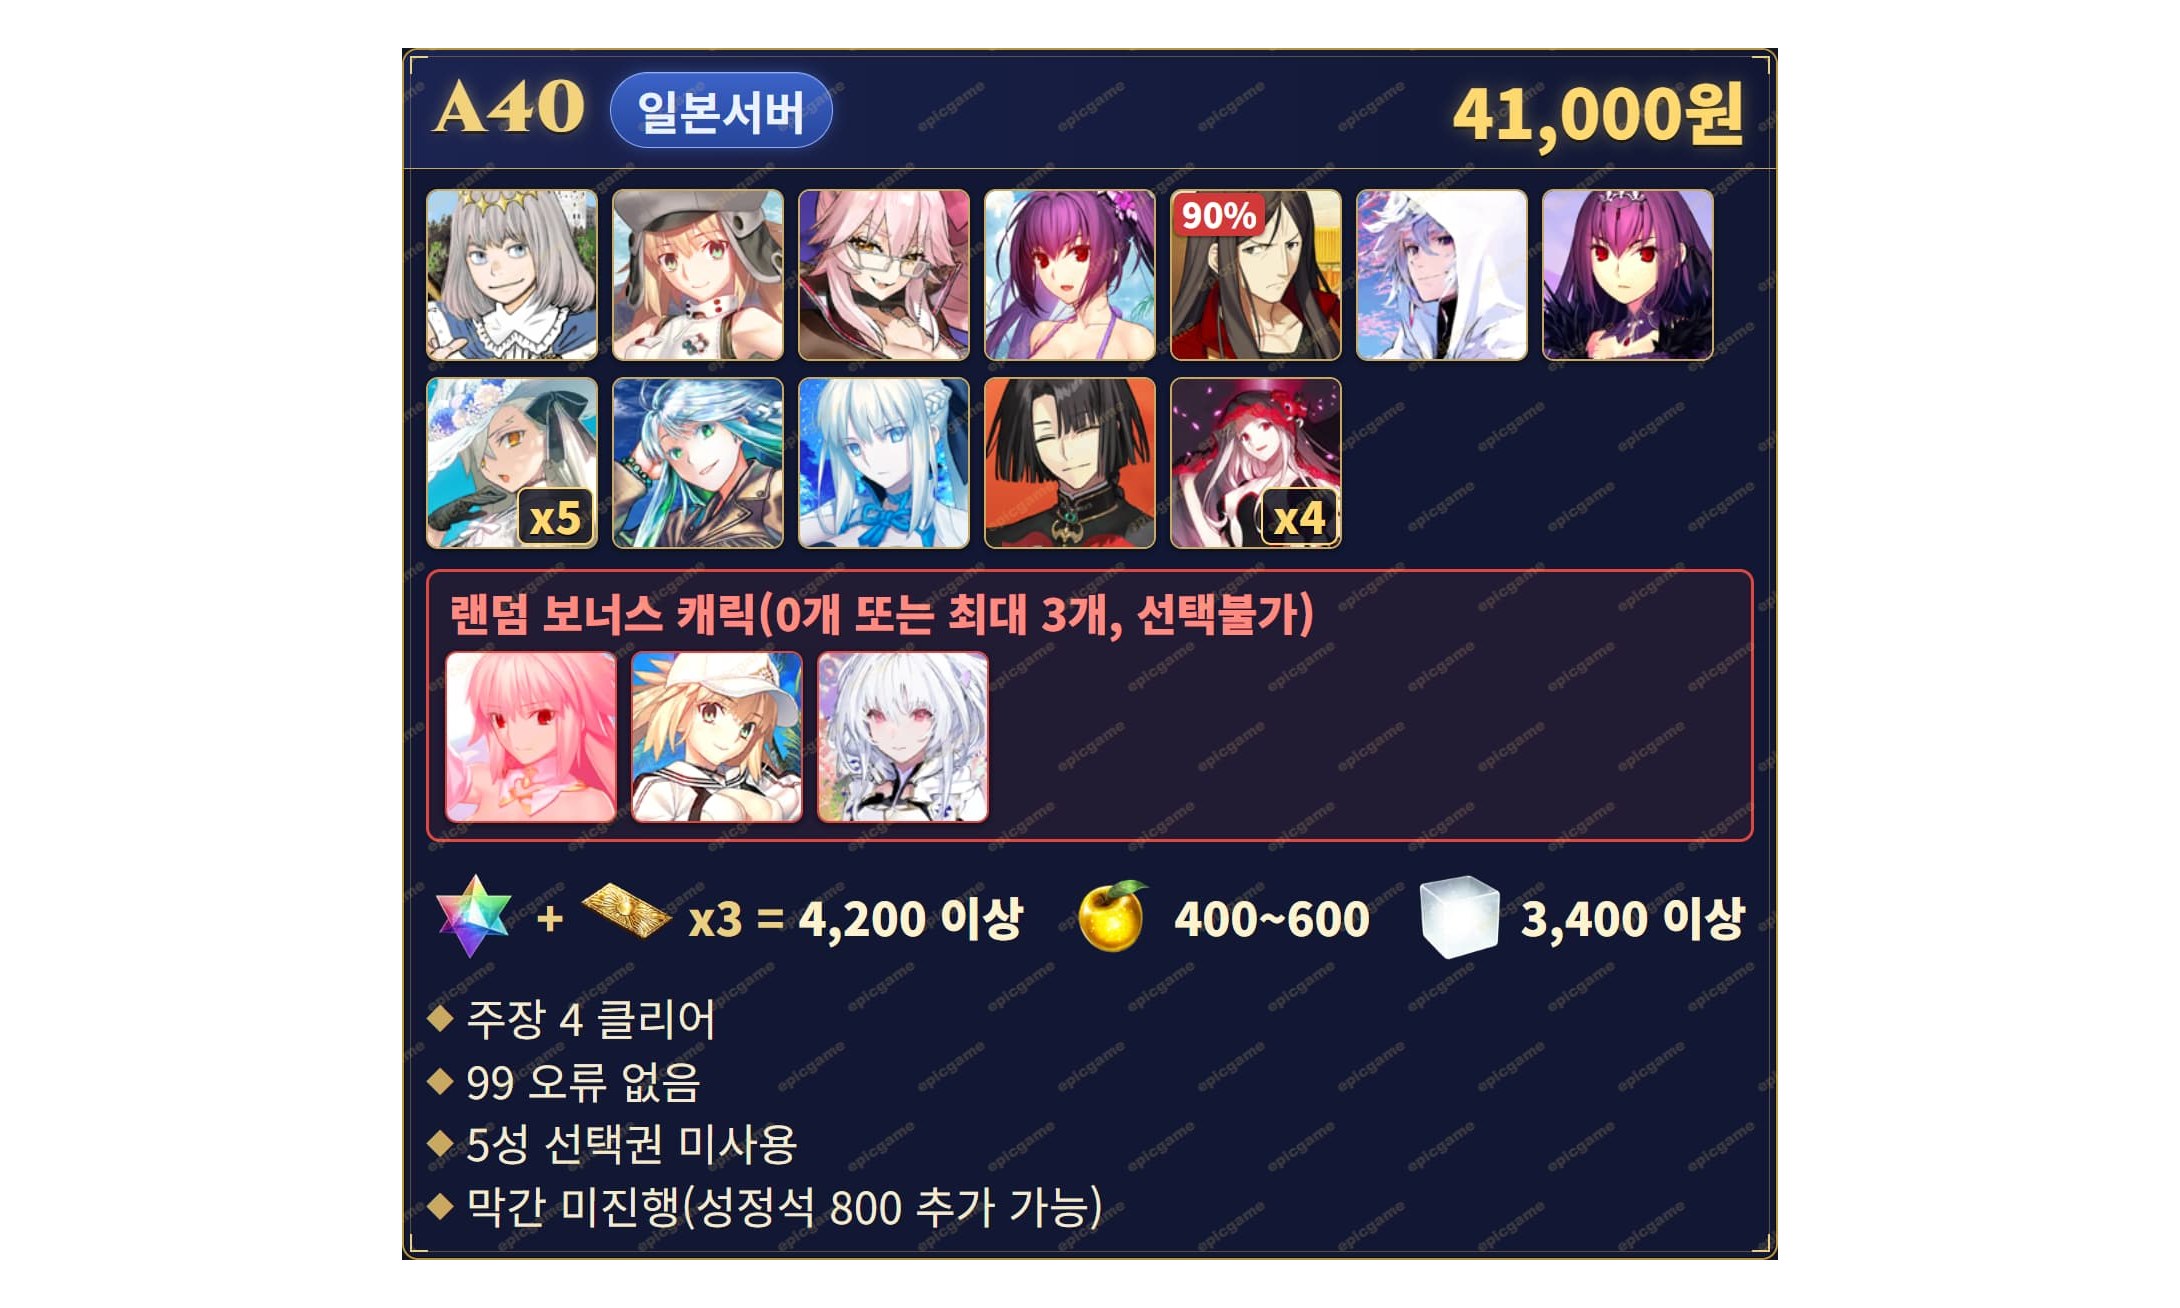 A40 일본서버 41,000원
90%
x5 x4
랜덤 보너스 캐릭(0개 또는 최대 3개, 선택불가)
+ x3 = 4,200 이상 400~600 3,400 이상
주장 4 클리어
99 오류 없음
5성 선택권 미사용
막간 미진행(성정석 800 추가 가능)
epicgame